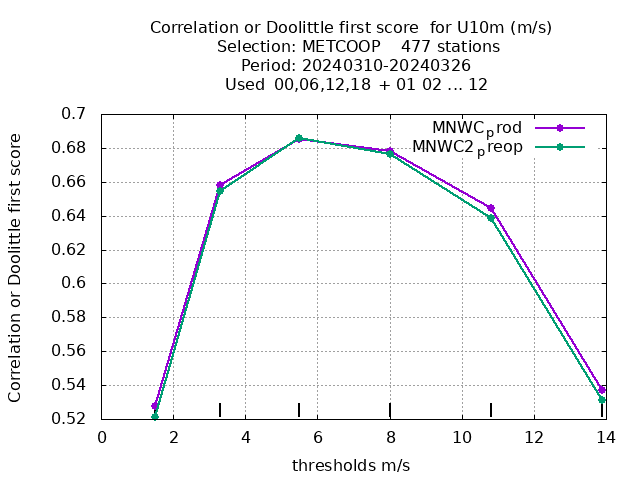 Correlation or Doolittle first score  for U10m (m/s)
Selection: METCOOP    477 stations
Period: 20240310-20240326
Used  00,06,12,18 + 01 02 ... 12
Correlation or Doolittle first score
0.7
0.68
0.66
0.64
0.62
0.6
0.58
0.56
0.54
0.52
MNWCprod
MNWC2preop
0 2 4 6 8 10 12 14
thresholds m/s